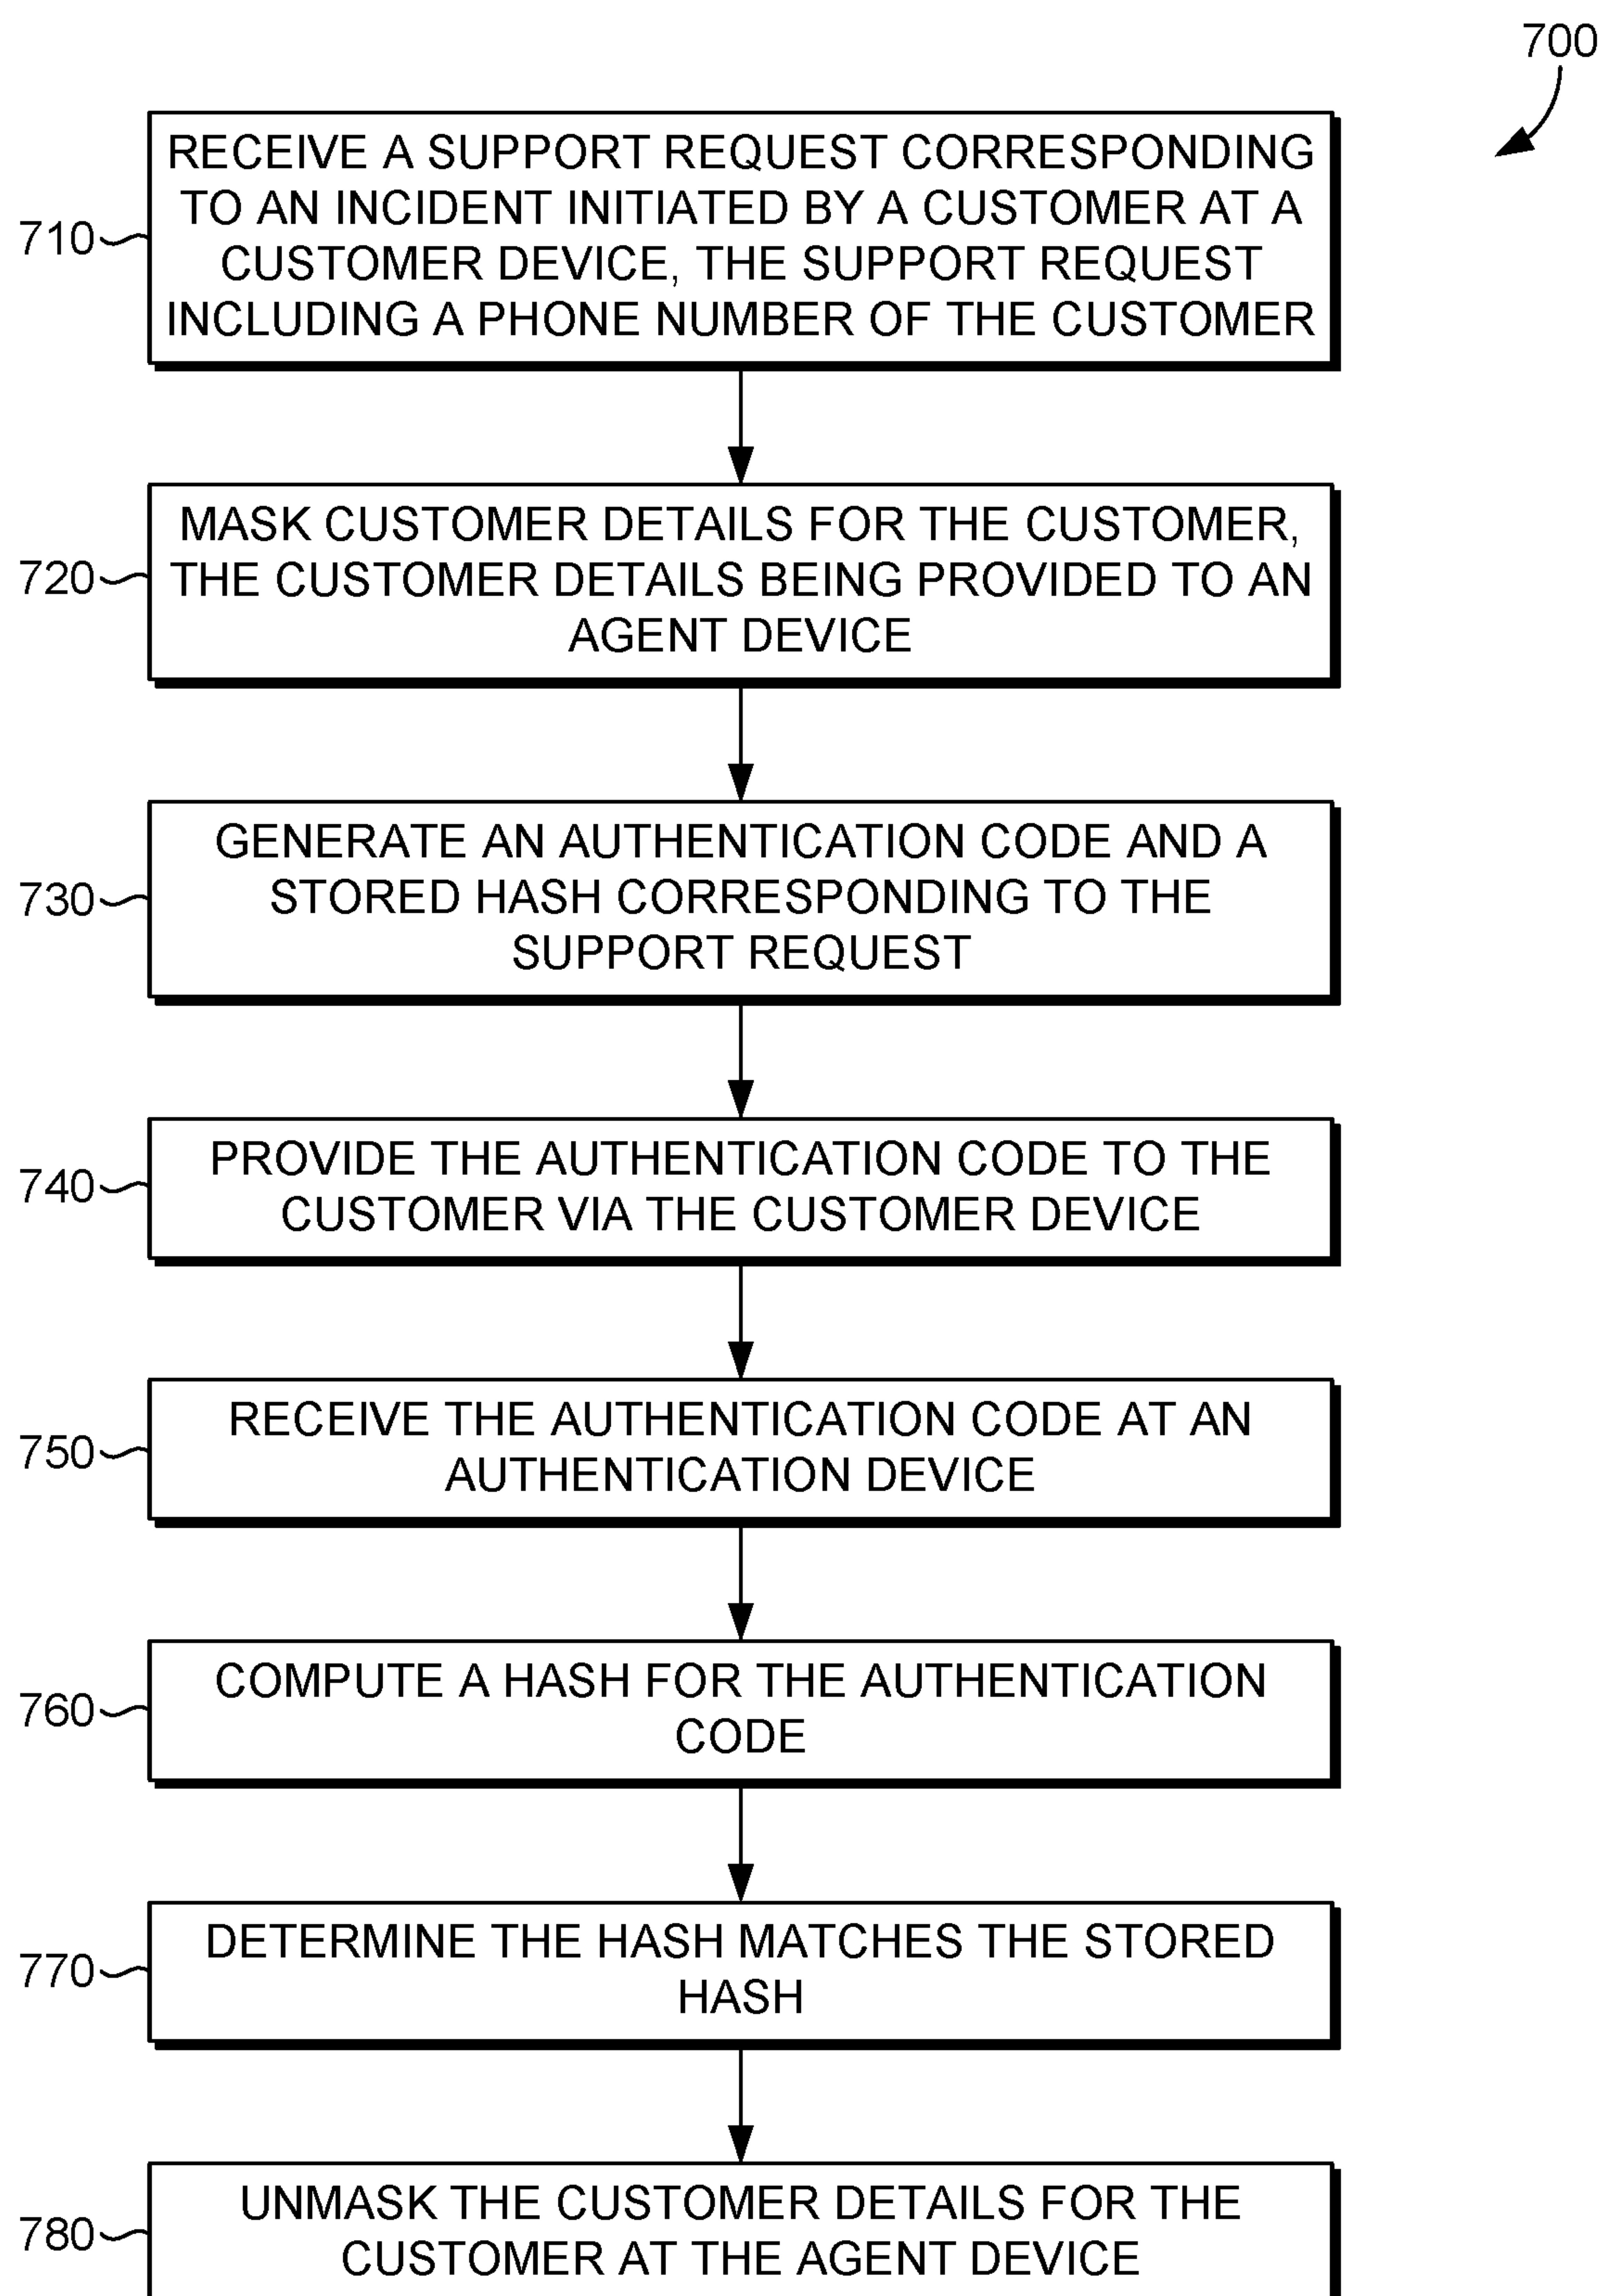 700
RECEIVE A SUPPORT REQUEST CORRESPONDING
TO AN INCIDENT INITIATED BY A CUSTOMER AT A
CUSTOMER DEVICE, THE SUPPORT REQUEST
INCLUDING A PHONE NUMBER OF THE CUSTOMER
710
MASK CUSTOMER DETAILS FOR THE CUSTOMER,
THE CUSTOMER DETAILS BEING PROVIDED TO AN
AGENT DEVICE
720
GENERATE AN AUTHENTICATION CODE AND A
STORED HASH CORRESPONDING TO THE
SUPPORT REQUEST
730
PROVIDE THE AUTHENTICATION CODE TO THE
CUSTOMER VIA THE CUSTOMER DEVICE
740
RECEIVE THE AUTHENTICATION CODE AT AN
AUTHENTICATION DEVICE
750
COMPUTE A HASH FOR THE AUTHENTICATION
CODE
760
DETERMINE THE HASH MATCHES THE STORED
HASH
770
UNMASK THE CUSTOMER DETAILS FOR THE
CUSTOMER AT THE AGENT DEVICE
780